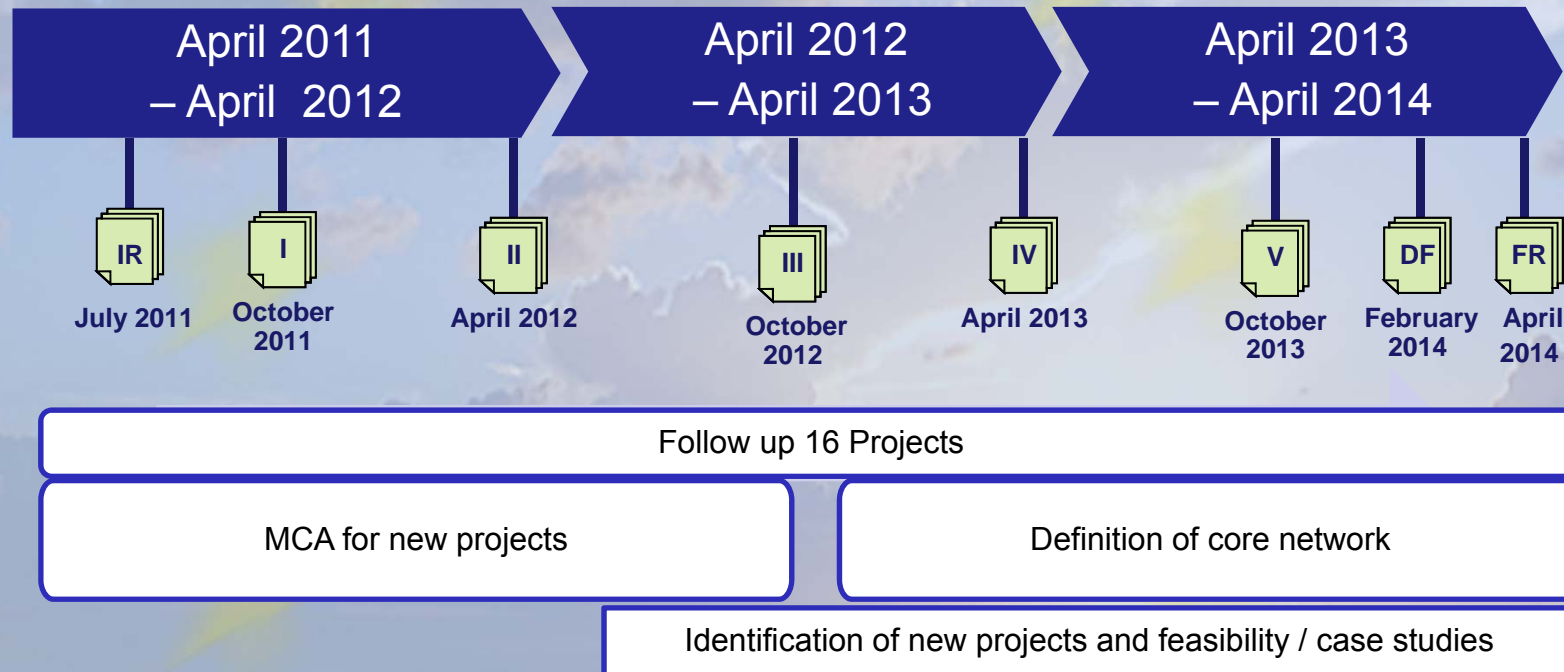 April 2011
– April 2012
April 2012
– April 2013
April 2013
– April 2014
IR
July 2011
I
October
2011
II
April 2012
III
October
2012
IV
April 2013
V
October
2013
DF
February
2014
FR
April
2014
Follow up 16 Projects
MCA for new projects
Definition of core network
Identification of new projects and feasibility / case studies